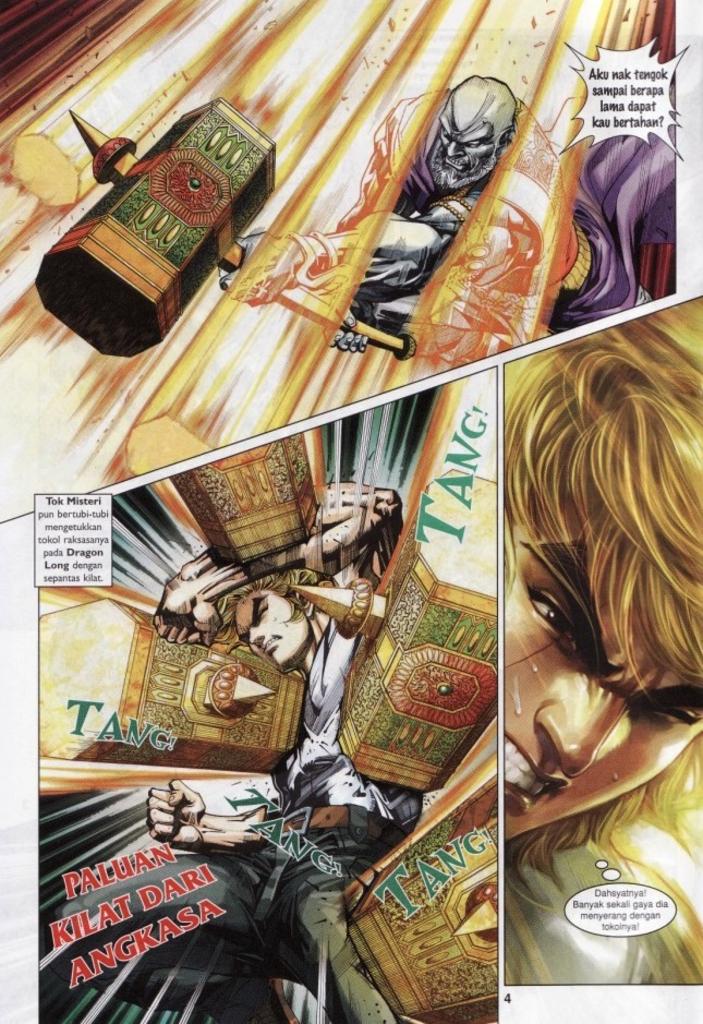 Aku nak tengok
sampai berapa
lama dapat
kau bertahan?
Tok Misteri
pun bertubi-tubi
mengetukkan
tokol raksasanya
pada Dragon
Long dengan
sepantas kilat.
TANG!
TANG!
TANG!
TANG!
PALUAN
KILAT DARI
ANGKASA
Dahsyatnya!
Banyak sekali gaya dia
menyerang dengan
tokolnya!
4